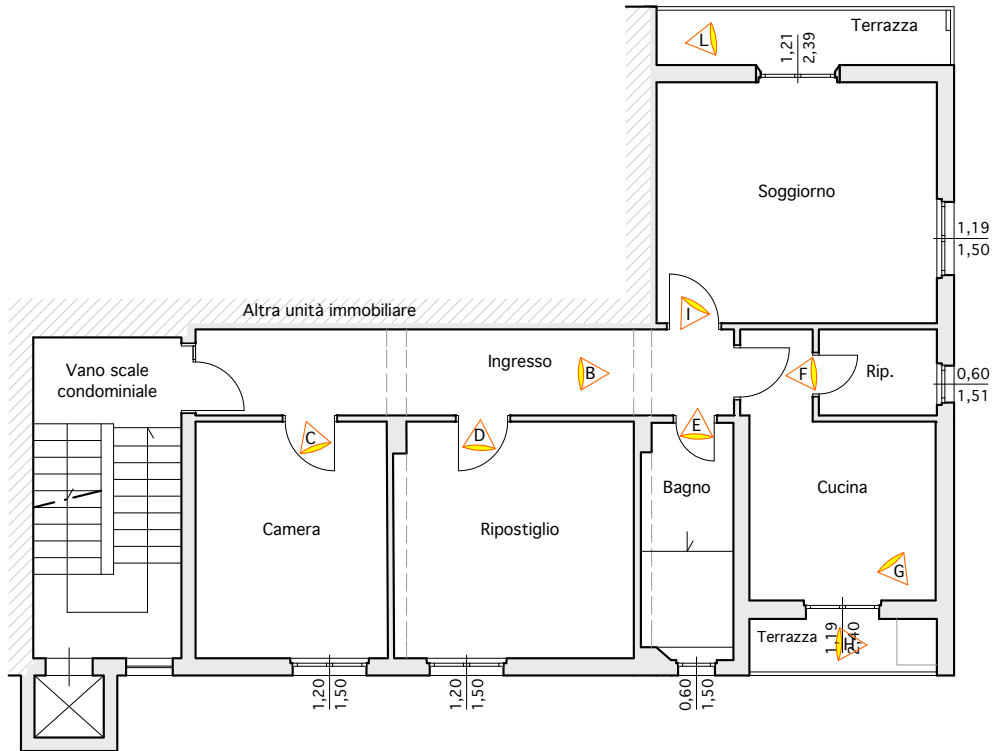 Terrazza
L
1,21
2,39
Soggiorno
1,19
1,50
I
Altra unità immobiliare
Vano scale
condominiale
Ingresso
B
F
Rip.
0,60
1,51
C
D
E
Bagno
Cucina
Camera
Ripostiglio
G
Terrazza
1,19
2,40
H
1,20
1,50
1,20
1,50
0,60
1,50